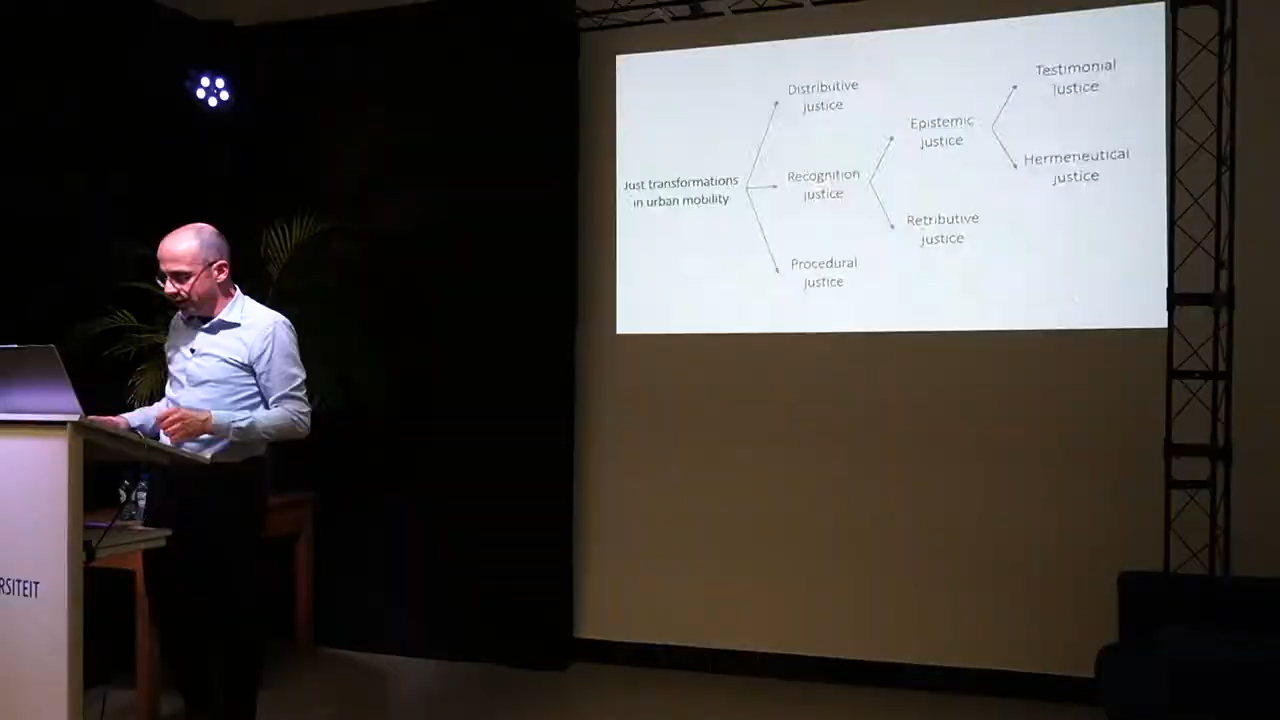 Just transformations
in urban mobility
Distributive
justice
Recognition
justice
Procedural
justice
Epistemic
justice
Retributive
justice
Testimonial
justice
Hermeneutical
justice
RSITEIT